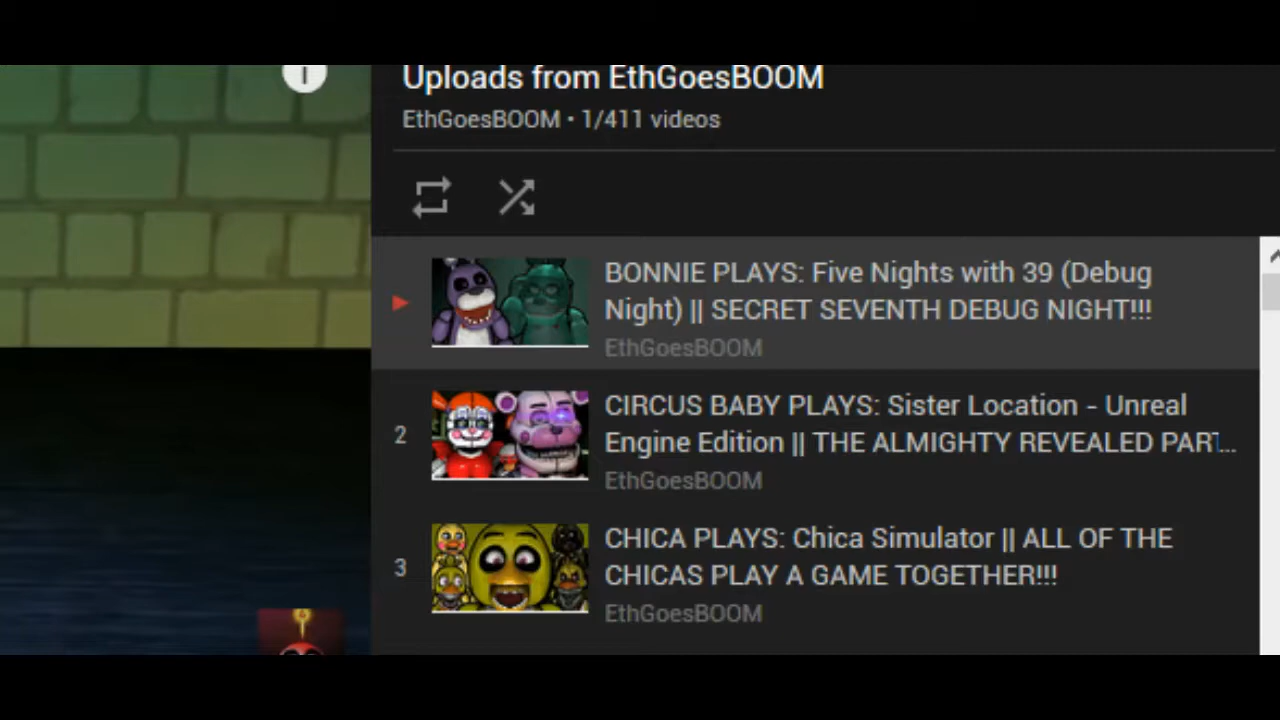 Uploads from EthGoesBOOM
EthGoesBOOM • 1/411 videos
BONNIE PLAYS: Five Nights with 39 (Debug
Night) || SECRET SEVENTH DEBUG NIGHT!!!
EthGoesBOOM
2
CIRCUS BABY PLAYS: Sister Location - Unreal
Engine Edition || THE ALMIGHTY REVEALED PART...
EthGoesBOOM
3
CHICA PLAYS: Chica Simulator || ALL OF THE
CHICAS PLAY A GAME TOGETHER!!!
EthGoesBOOM